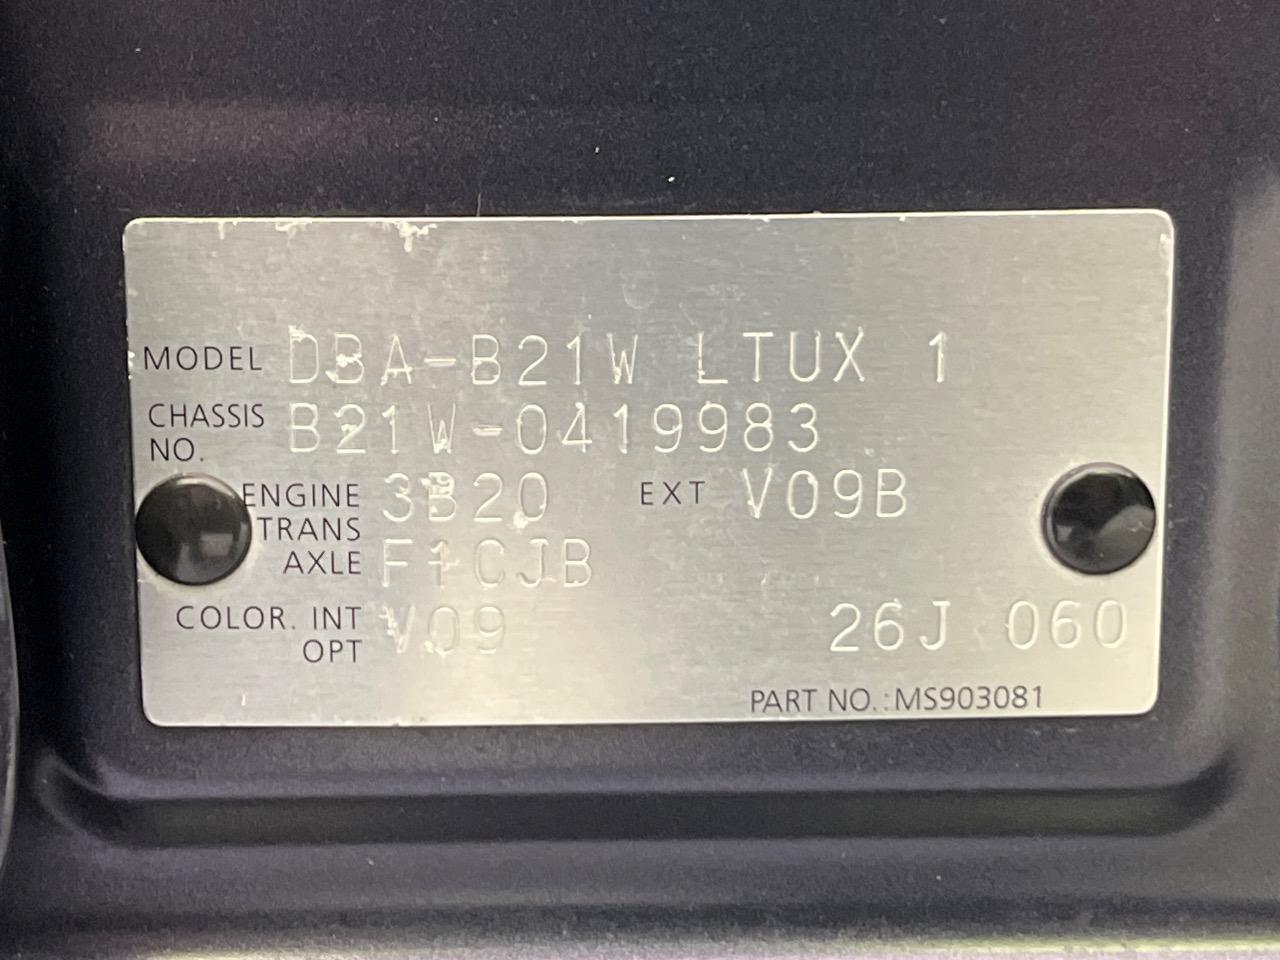 MODEL DBA-B21W LTUX 1
CHASSIS NO. B21W-0419983
ENGINE 3B20 EXT V09B
TRANS AXLE F1CJB
COLOR. INT OPT V09 26J 060
PART NO.: MS903081